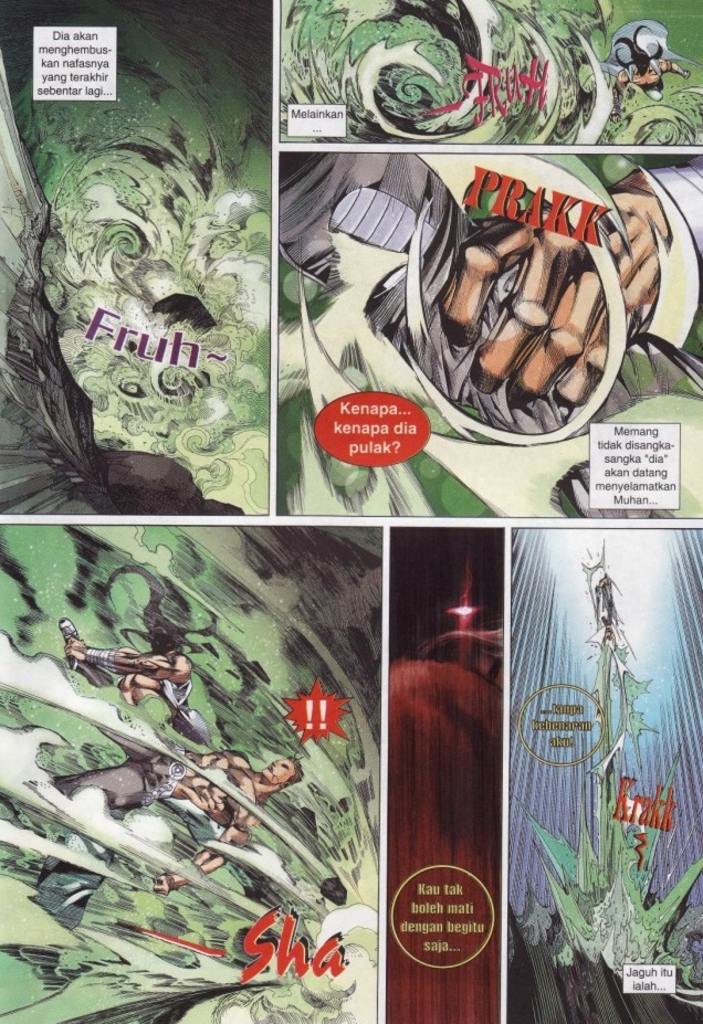 Dia akan
menghembus-
kan nafasnya
yang terakhir
sebentar lagi...
Fruh~
Melainkan
...
Fruh
PRAKK
Kenapa...
kenapa dia
pulak?
Memang
tidak disangka-
sangka "dia"
akan datang
menyelamatkan
Muhan...
!!
Sha
Kau tak
boleh mati
dengan begitu
saja....
...tanpa
kebenaran
aku!
Krakk
Jaguh itu
ialah...